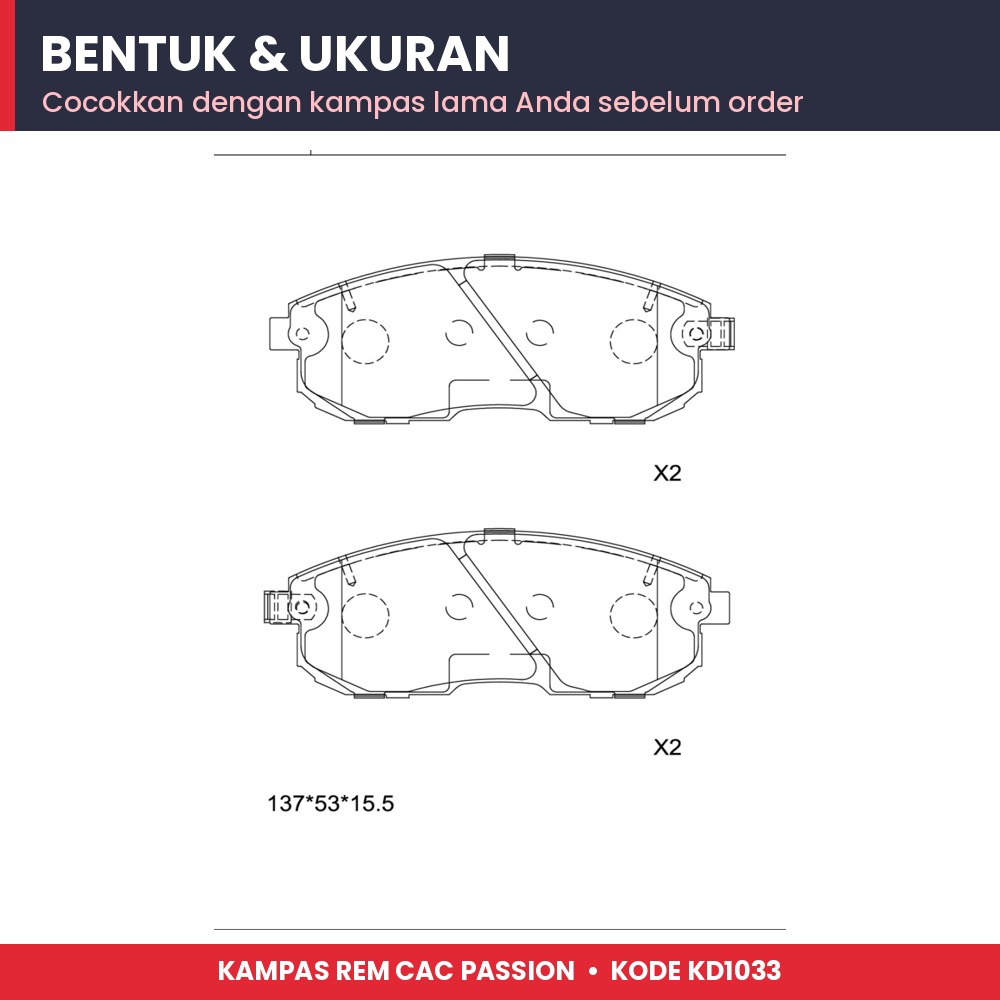 BENTUK & UKURAN
Cocokkan dengan kampas lama Anda sebelum order
X2
X2
137*53*15.5
KAMPAS REM CAC PASSION • KODE KD1033